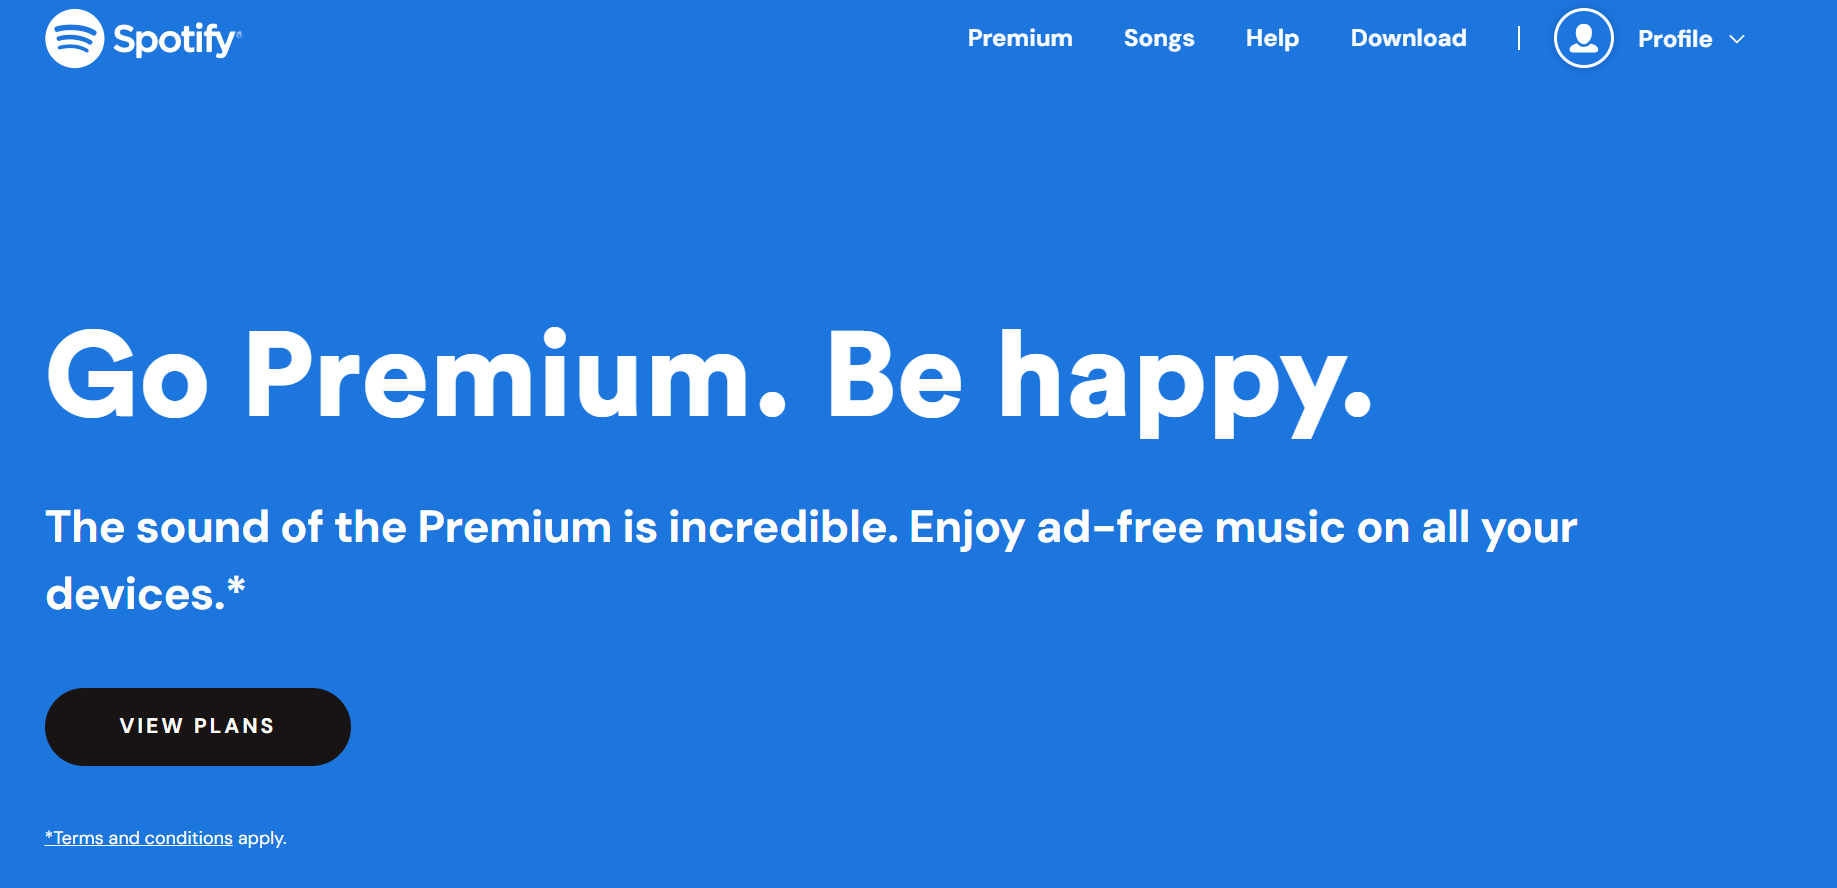 Spotify®
Premium
Songs
Help
Download
Profile
Go Premium. Be happy.
The sound of the Premium is incredible. Enjoy ad-free music on all your
devices.*
VIEW PLANS
*Terms and conditions apply.